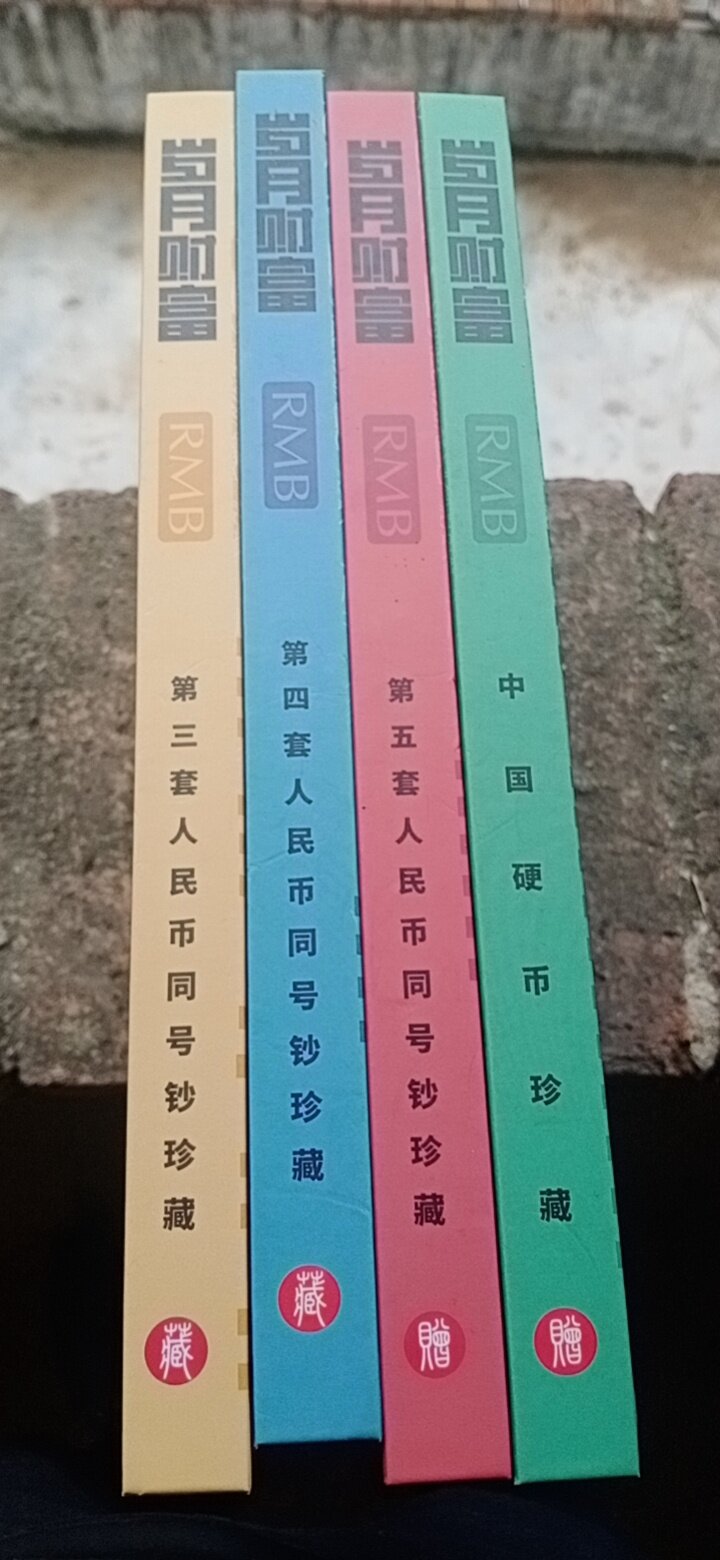 岁月财富
RMB
第三套人民币同号钞珍藏
藏
岁月财富
RMB
第四套人民币同号钞珍藏
藏
岁月财富
RMB
第五套人民币同号钞珍藏
贈
岁月财富
RMB
中国硬币珍藏
贈